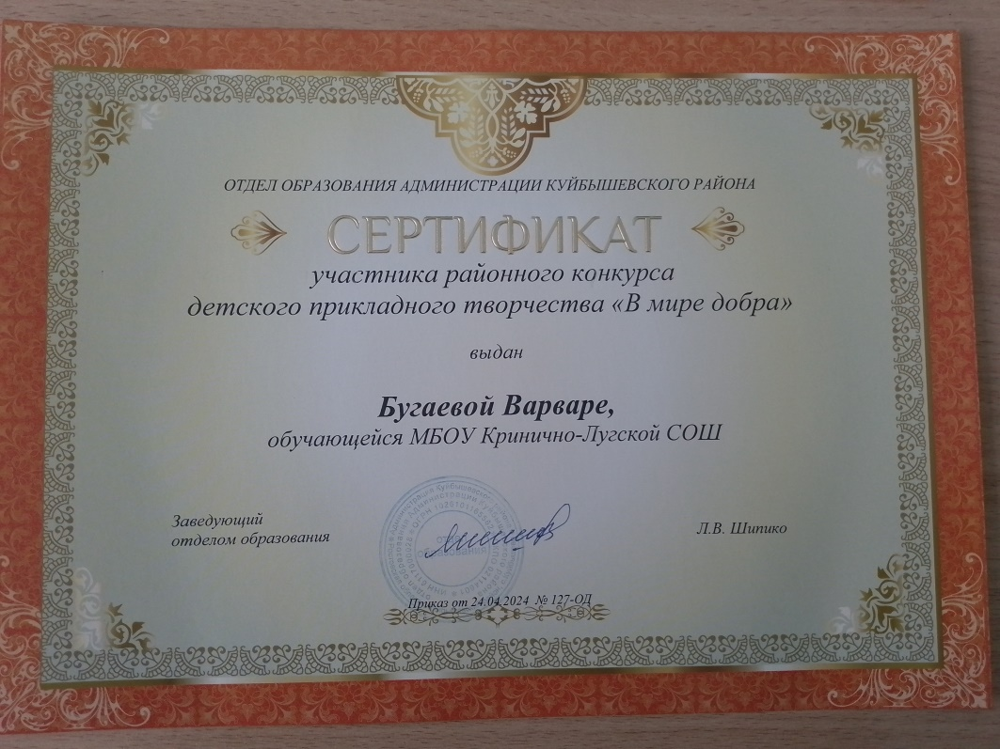 ОТДЕЛ ОБРАЗОВАНИЯ АДМИНИСТРАЦИИ КУЙБЫШЕВСКОГО РАЙОНА
СЕРТИФИКАТ
участника районного конкурса
детского прикладного творчества «В мире добра»
выдан
Бугаевой Варваре,
обучающейся МБОУ Кринично-Лугской СОШ
Заведующий
отделом образования
Л.В. Шипико
Приказ от 24.04.2024 № 127-ОД